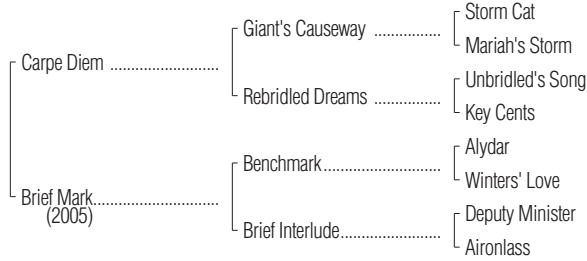 Storm Cat
Giant's Causeway ................
Mariah's Storm
Carpe Diem ..........................
Unbridled's Song
Rebridled Dreams ................
Key Cents
Alydar
Benchmark............................
Winters' Love
Brief Mark..............................
(2005)
Deputy Minister
Brief Interlude........................
Aironlass